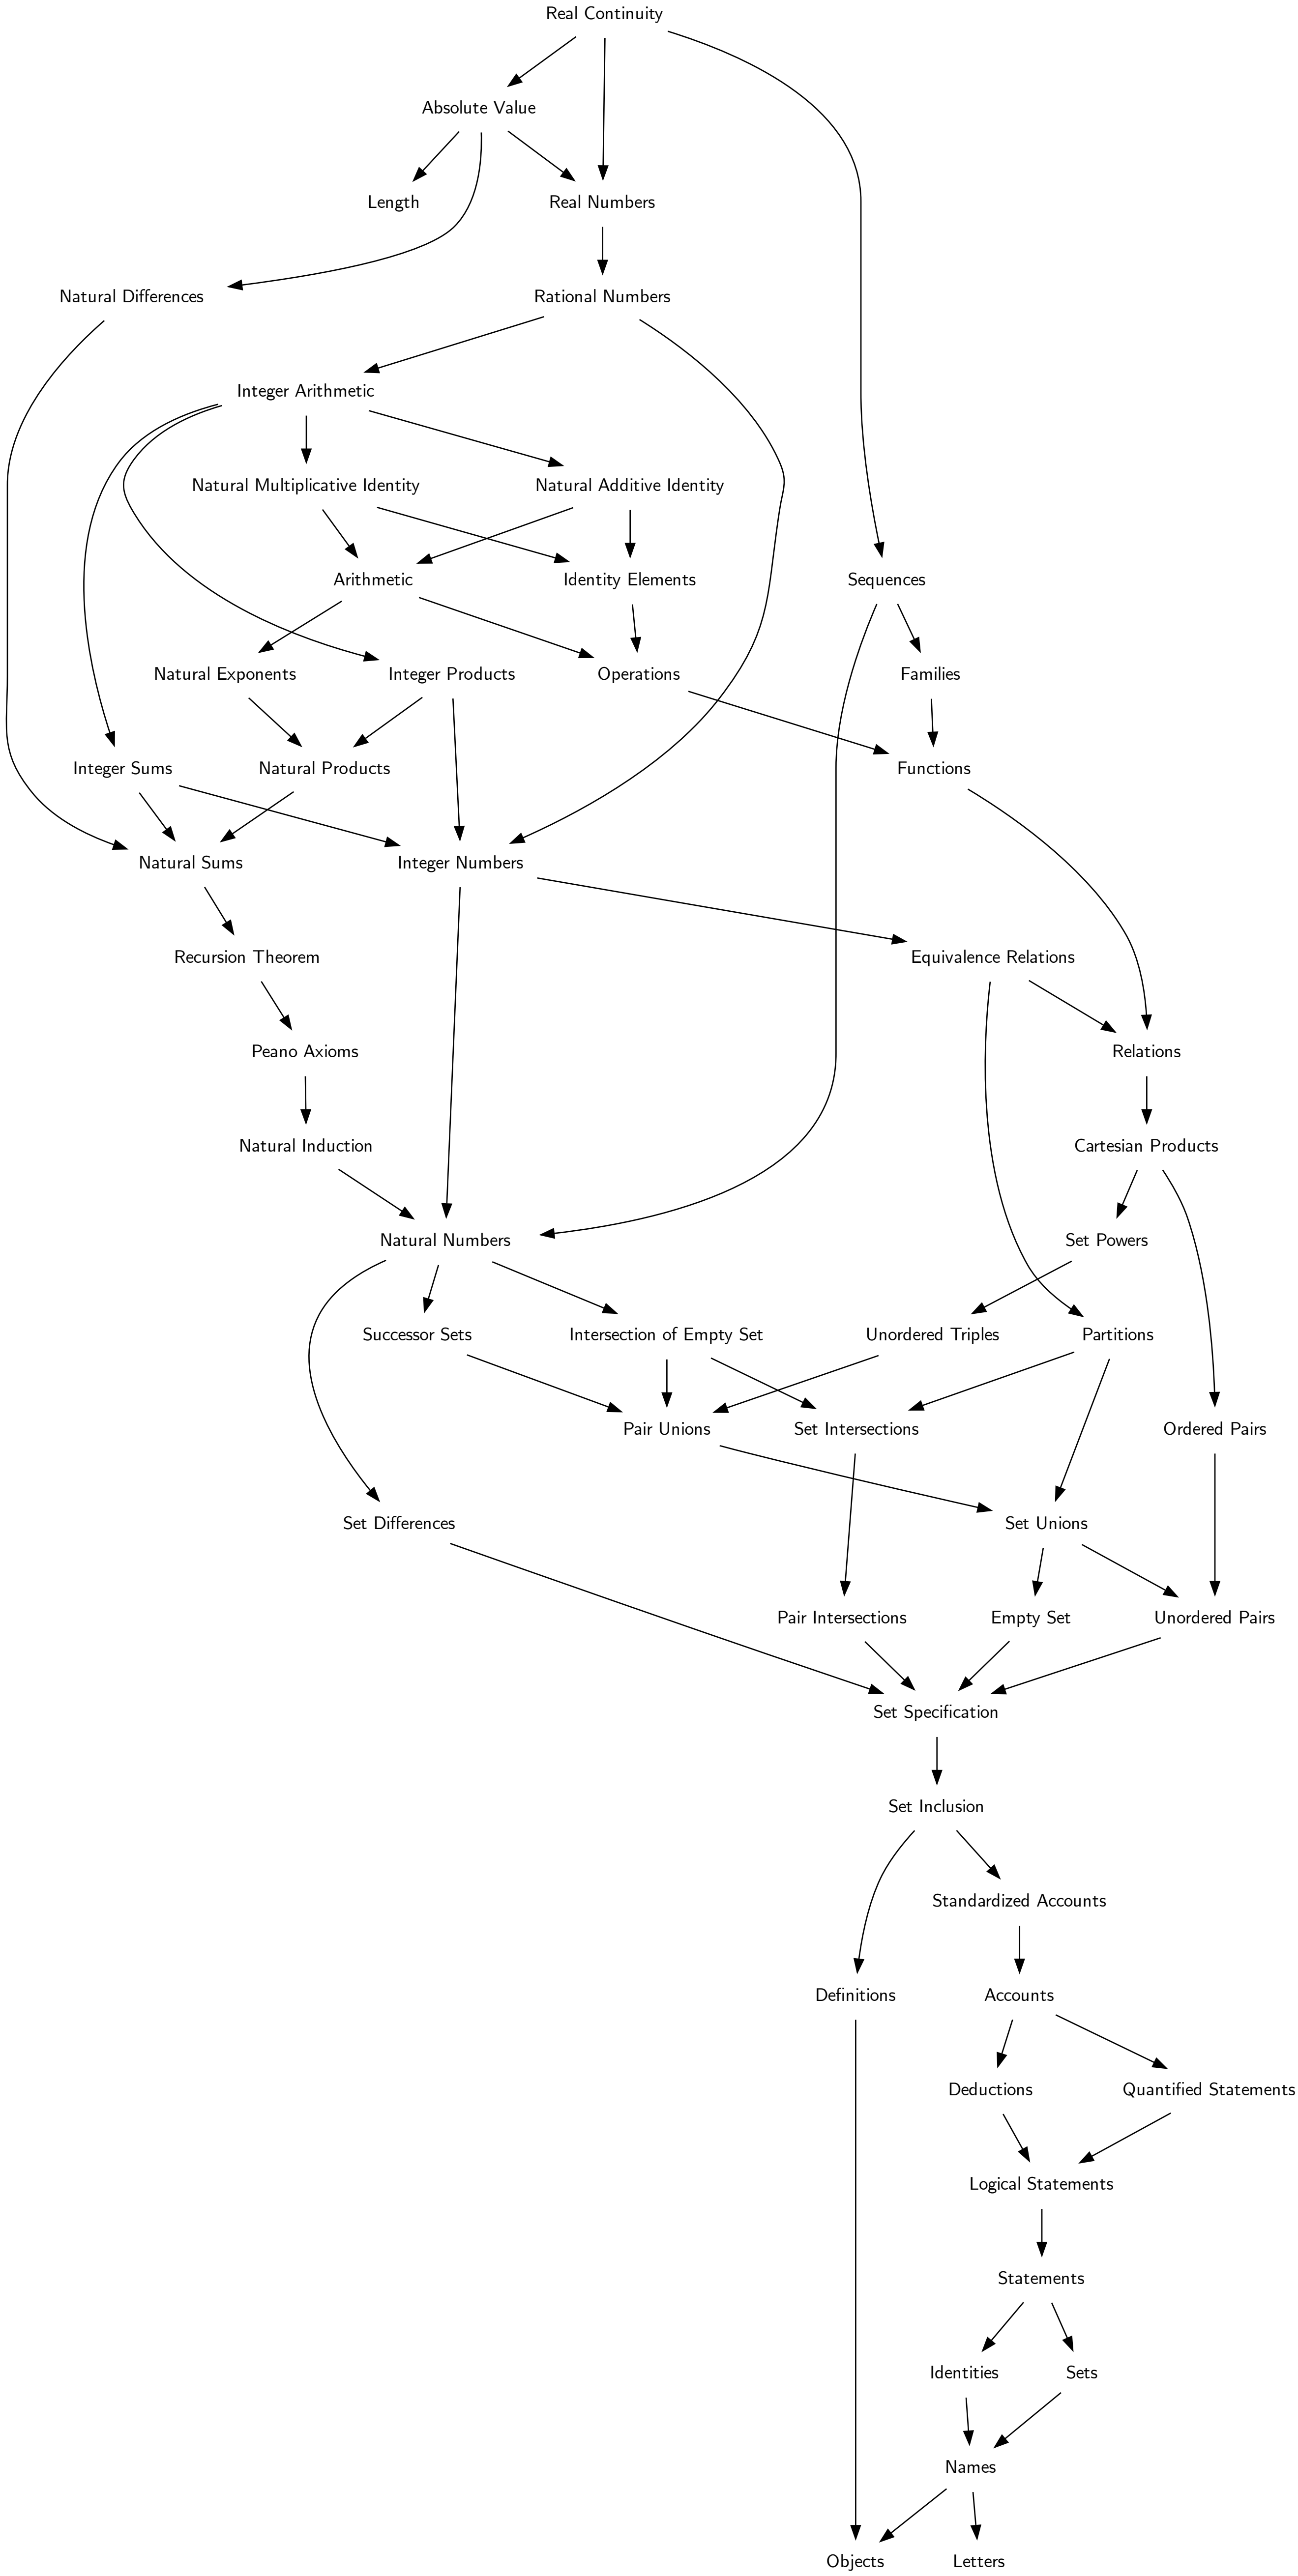 Real Continuity
Absolute Value
Length
Real Numbers
Natural Differences
Rational Numbers
Integer Arithmetic
Natural Multiplicative Identity
Natural Additive Identity
Arithmetic
Identity Elements
Sequences
Natural Exponents
Integer Products
Operations
Families
Integer Sums
Natural Products
Functions
Natural Sums
Integer Numbers
Recursion Theorem
Equivalence Relations
Peano Axioms
Relations
Natural Induction
Cartesian Products
Natural Numbers
Set Powers
Successor Sets
Intersection of Empty Set
Unordered Triples
Partitions
Pair Unions
Set Intersections
Ordered Pairs
Set Differences
Set Unions
Pair Intersections
Empty Set
Unordered Pairs
Set Specification
Set Inclusion
Standardized Accounts
Definitions
Accounts
Deductions
Quantified Statements
Logical Statements
Statements
Identities
Sets
Names
Objects
Letters